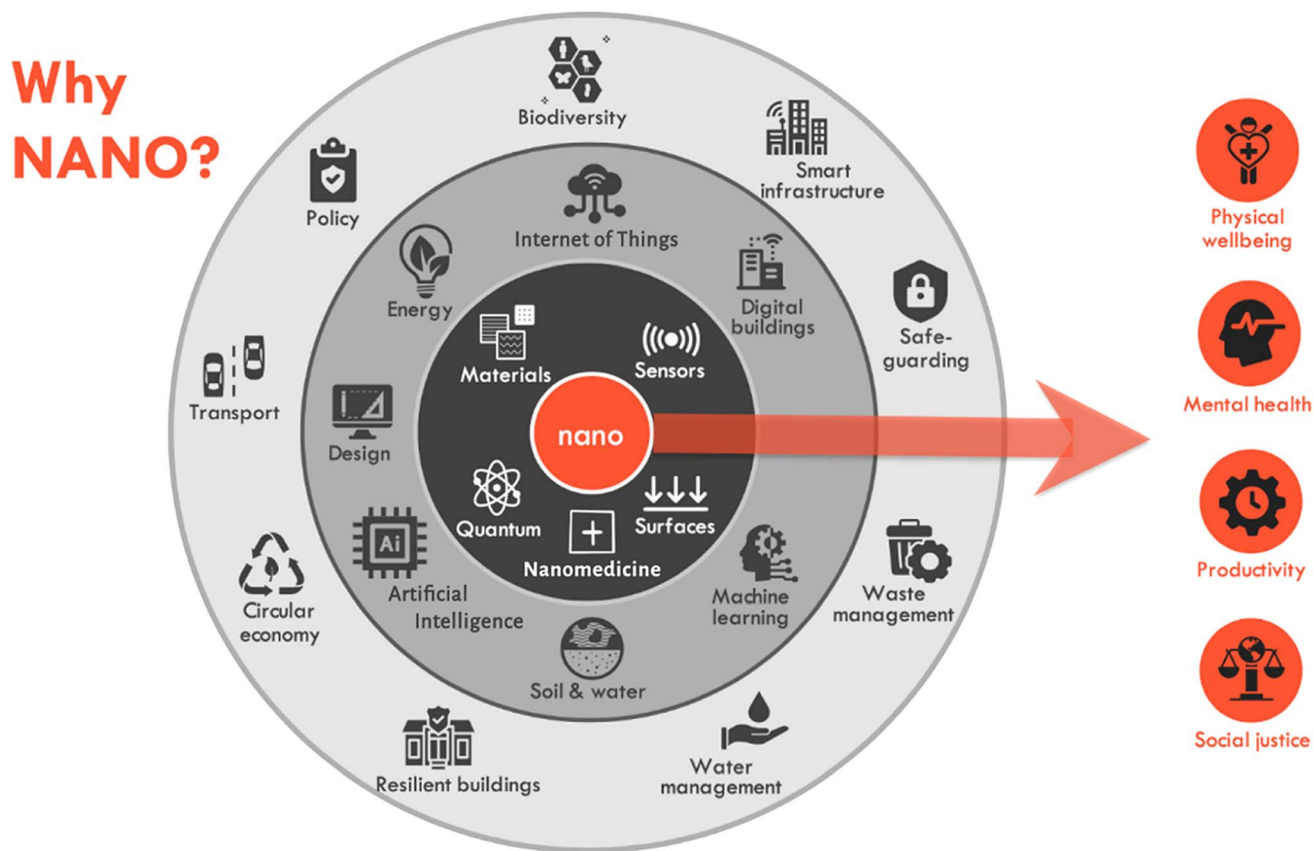 Why
NANO?
Biodiversity
Smart
infrastructure
Policy
Internet of Things
Energy
Digital
buildings
Safe-
guarding
Materials
Sensors
Transport
Design
nano
Quantum
Surfaces
Nanomedicine
Ai
Artificial
Intelligence
Machine
learning
Waste
management
Circular
economy
Soil & water
Resilient buildings
Water
management
Physical
wellbeing
Mental health
Productivity
Social justice